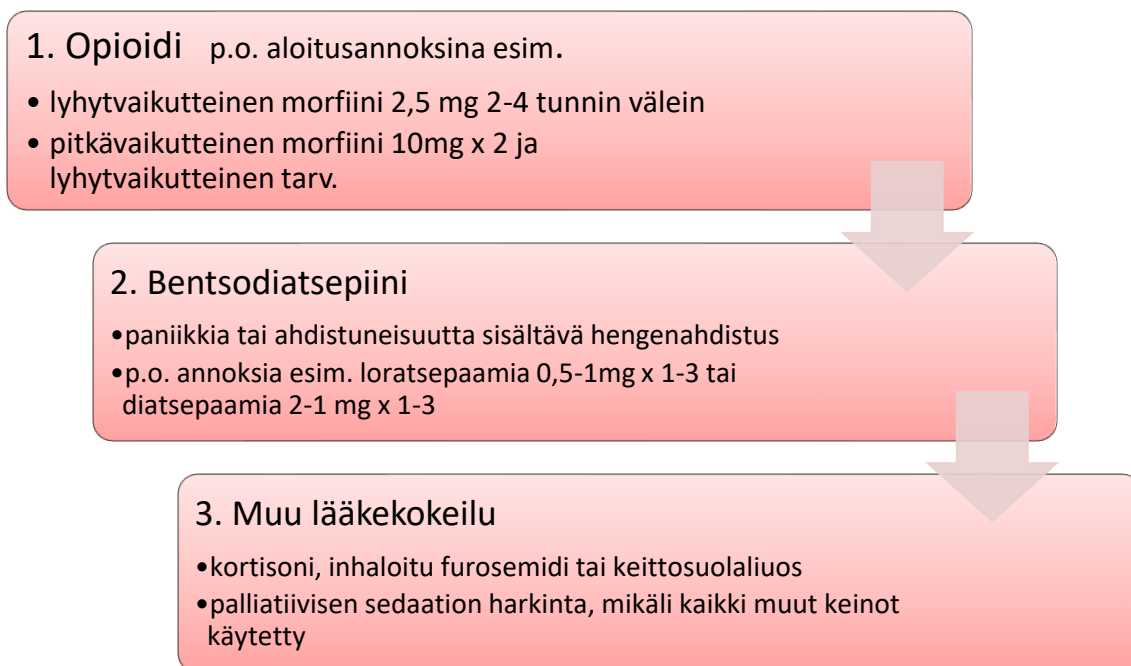 1. Opioidi p.o. aloitusannoksina esim.
• lyhytvaikutteinen morfiini 2,5 mg 2-4 tunnin välein
• pitkävaikutteinen morfiini 10mg x 2 ja
lyhytvaikutteinen tarv.
2. Bentsodiatsepiini
•paniikkia tai ahdistuneisuutta sisältävä hengenahdistus
•p.o. annoksia esim. loratsepaamia 0,5-1mg x 1-3 tai
diatsepaamia 2-1 mg x 1-3
3. Muu lääkekokeilu
•kortisoni, inhaloitu furosemidi tai keittosuolaliuos
•palliatiivisen sedaation harkinta, mikäli kaikki muut keinot
käytetty